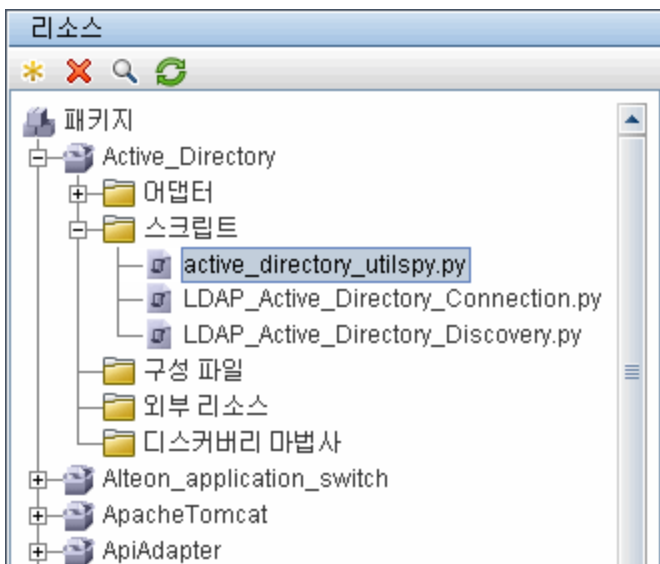 리소스
패키지
Active_Directory
어댑터
스크립트
active_directory_utilspy.py
LDAP_Active_Directory_Connection.py
LDAP_Active_Directory_Discovery.py
구성 파일
외부 리소스
디스커버리 마법사
Alteon_application_switch
ApacheTomcat
ApiAdapter